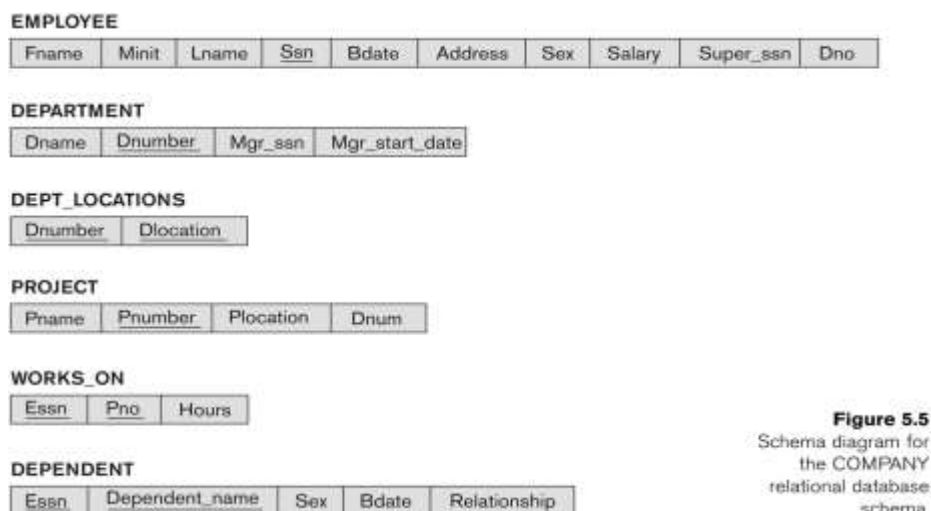 EMPLOYEE
Fname Minit Lname Ssn Bdate Address Sex Salary Super_ssn Dno
DEPARTMENT
Dname Dnumber Mgr_ssn Mgr_start_date
DEPT_LOCATIONS
Dnumber Dlocation
PROJECT
Pname Pnumber Plocation Dnum
WORKS_ON
Essn Pno Hours
DEPENDENT
Essn Dependent_name Sex Bdate Relationship
Figure 5.5
Schema diagram for
the COMPANY
relational database
schema.